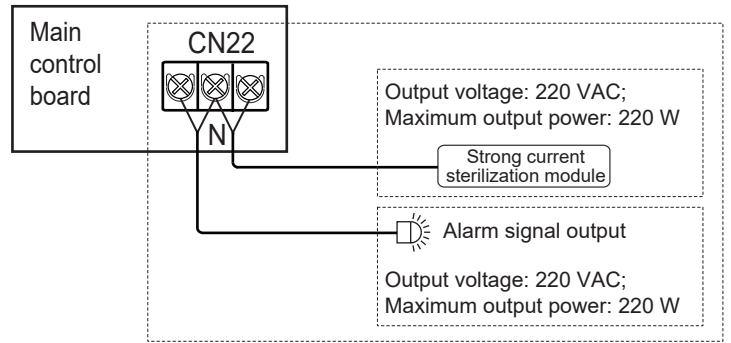 Main
control
board
CN22
N
Output voltage: 220 VAC;
Maximum output power: 220 W
Strong current
sterilization module
Alarm signal output
Output voltage: 220 VAC;
Maximum output power: 220 W